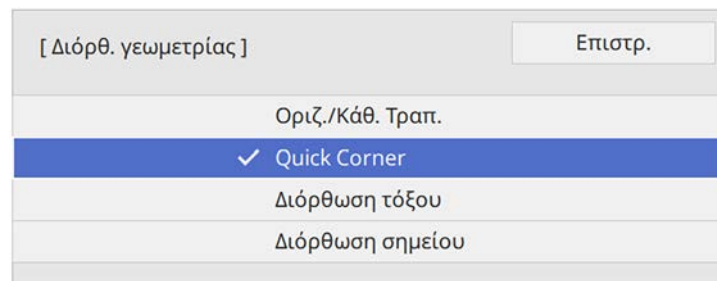 [ Διόρθ. γεωμετρίας ]
Επιστρ.
Οριζ./Κάθ. Τραπ.
Quick Corner
Διόρθωση τόξου
Διόρθωση σημείου